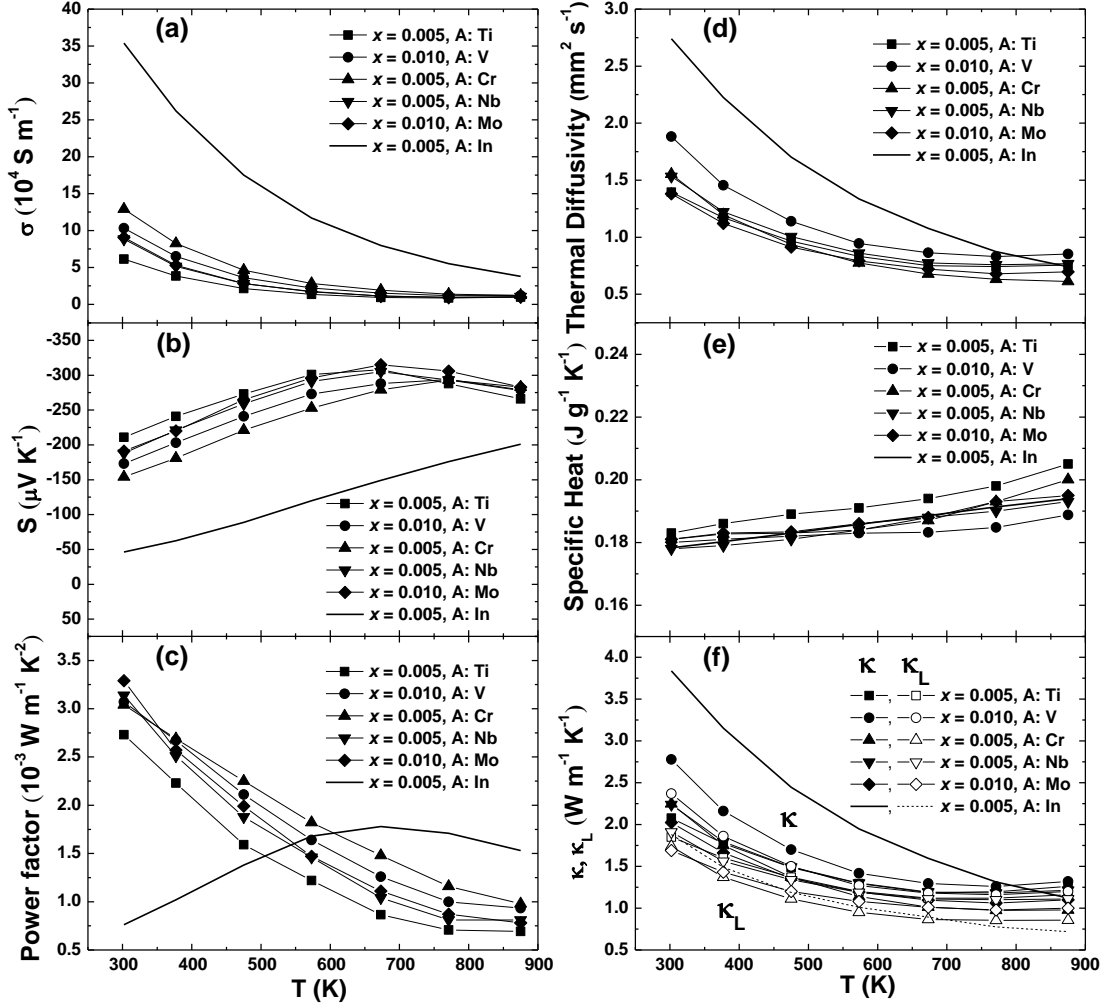 (a)
40
35
30
25
20
15
10
5
0
σ (10⁴ S m⁻¹)
x = 0.005, A: Ti
x = 0.010, A: V
x = 0.005, A: Cr
x = 0.005, A: Nb
x = 0.010, A: Mo
x = 0.005, A: In
(b)
-350
-300
-250
-200
-150
-100
-50
0
50
S (μV K⁻¹)
x = 0.005, A: Ti
x = 0.010, A: V
x = 0.005, A: Cr
x = 0.005, A: Nb
x = 0.010, A: Mo
x = 0.005, A: In
(c)
3.5
3.0
2.5
2.0
1.5
1.0
0.5
Power factor (10⁻³ W m⁻¹ K⁻²)
x = 0.005, A: Ti
x = 0.010, A: V
x = 0.005, A: Cr
x = 0.005, A: Nb
x = 0.010, A: Mo
x = 0.005, A: In
300 400 500 600 700 800 900
T (K)
(d)
3.0
2.5
2.0
1.5
1.0
0.5
Thermal Diffusivity (mm² s⁻¹)
x = 0.005, A: Ti
x = 0.010, A: V
x = 0.005, A: Cr
x = 0.005, A: Nb
x = 0.010, A: Mo
x = 0.005, A: In
(e)
0.24
0.22
0.20
0.18
0.16
Specific Heat (J g⁻¹ K⁻¹)
x = 0.005, A: Ti
x = 0.010, A: V
x = 0.005, A: Cr
x = 0.005, A: Nb
x = 0.010, A: Mo
x = 0.005, A: In
(f)
4.0
3.5
3.0
2.5
2.0
1.5
1.0
0.5
κ, κL (W m⁻¹ K⁻¹)
κ κL
, x = 0.005, A: Ti
, x = 0.010, A: V
, x = 0.005, A: Cr
, x = 0.005, A: Nb
, x = 0.010, A: Mo
, x = 0.005, A: In
κ
κL
300 400 500 600 700 800 900
T (K)